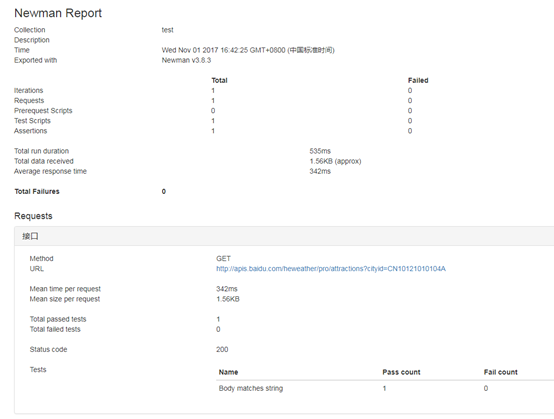 Newman Report
Collection test
Description
Time Wed Nov 01 2017 16:42:25 GMT+0800 (中国标准时间)
Exported with Newman v3.8.3
Total Failed
Iterations 1 0
Requests 1 0
Prerequest Scripts 0 0
Test Scripts 1 0
Assertions 1 0
Total run duration 535ms
Total data received 1.56KB (approx)
Average response time 342ms
Total Failures 0
Requests
接口
Method GET
URL http://apis.baidu.com/heweather/pro/attractions?cityid=CN10121010104A
Mean time per request 342ms
Mean size per request 1.56KB
Total passed tests 1
Total failed tests 0
Status code 200
Tests Name Pass count Fail count
Body matches string 1 0